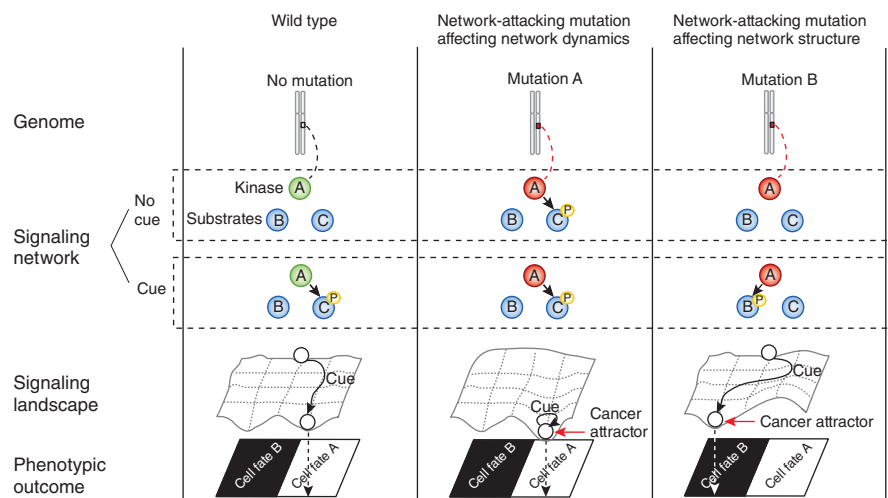 Wild type
Network-attacking mutation
affecting network dynamics
Network-attacking mutation
affecting network structure
Genome
No mutation
Mutation A
Mutation B
Signaling
network
No
cue
Kinase
A
A
A
Substrates
B
C
B
C
P
B
C
Cue
A
A
A
B
C
P
B
C
P
B
P
C
Signaling
landscape
Cue
Cue
Cancer
attractor
Cue
Cancer attractor
Phenotypic
outcome
Cell fate B
Cell fate A
Cell fate B
Cell fate A
Cell fate B
Cell fate A